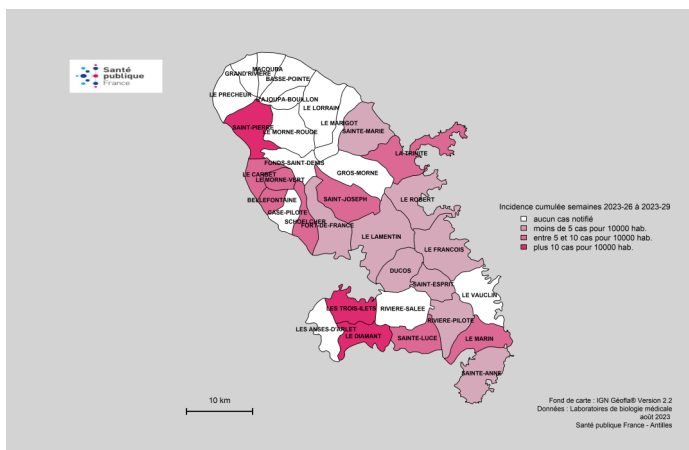 Santé
publique
France
MACOUBA
GRAND'RIVIERE
BASSE-POINTE
LE PRECHEUR
L'AJOUPA-BOUILLON
LE LORRAIN
LE MARIGOT
SAINT-PIERRE
LE MORNE-ROUGE
SAINTE-MARIE
LA TRINITE
FONDS-SAINT-DENIS
GROS-MORNE
LE CARBET
LE MORNE-VERT
BELLEFONTAINE
SAINT-JOSEPH
LE ROBERT
CASE-PILOTE
SCHOELCHER
FORT-DE-FRANCE
LE LAMENTIN
LE FRANCOIS
DUCOS
SAINT-ESPRIT
LE VAUCLIN
LES TROIS-ILETS
RIVIERE-SALEE
RIVIERE-PILOTE
LES ANSES-D'ARLET
LE DIAMANT
SAINTE-LUCE
LE MARIN
SAINTE-ANNE
Incidence cumulée semaines 2023-26 à 2023-29
aucun cas notifié
moins de 5 cas pour 10000 hab.
entre 5 et 10 cas pour 10000 hab.
plus 10 cas pour 10000 hab.
10 km
Fond de carte : IGN Géofla® Version 2.2
Données : Laboratoires de biologie médicale
août 2023
Santé publique France - Antilles